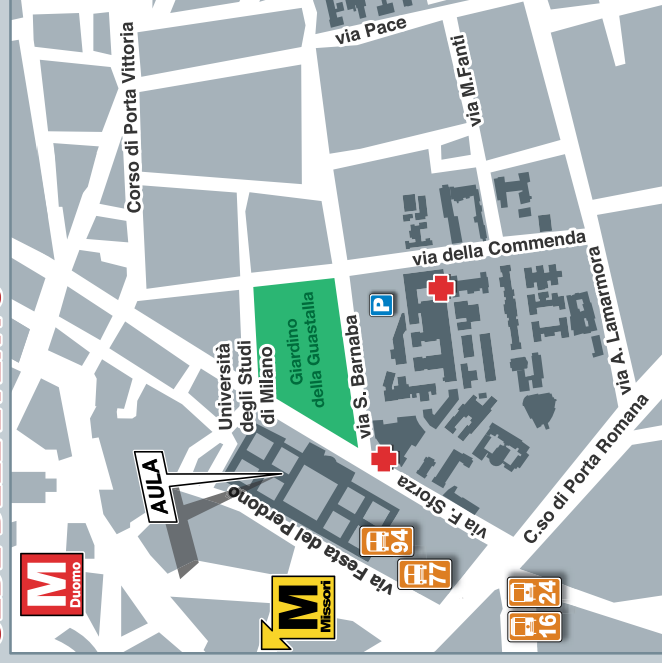 via Pace
via M.Fanti
Corso di Porta Vittoria
via della Commenda
P
Giardino
della Guastalla
via S. Barnaba
via A. Lamarmora
Università
degli Studi
di Milano
AULA
via Festa del Perdono
via F. Sforza
C.so di Porta Romana
94
77
24
16
M
Duomo
M
Missori